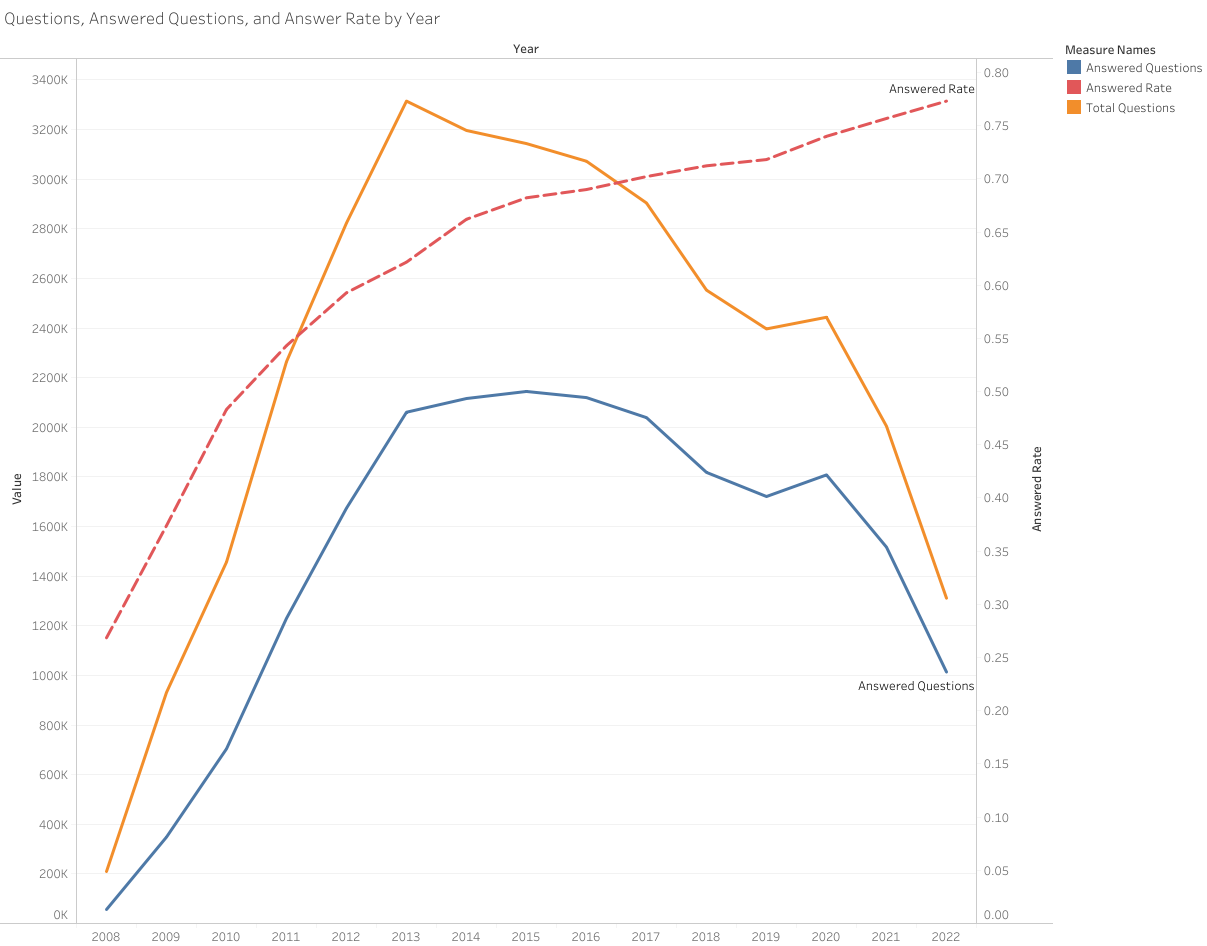 Questions, Answered Questions, and Answer Rate by Year
Year
Measure Names
Answered Questions
Answered Rate
Total Questions
3400K
3200K
3000K
2800K
2600K
2400K
2200K
2000K
1800K
1600K
1400K
1200K
1000K
800K
600K
400K
200K
0K
Value
Answered Rate
Answered Questions
0.80
0.75
0.70
0.65
0.60
0.55
0.50
0.45
0.40
0.35
0.30
0.25
0.20
0.15
0.10
0.05
0.00
Answered Rate
2008 2009 2010 2011 2012 2013 2014 2015 2016 2017 2018 2019 2020 2021 2022